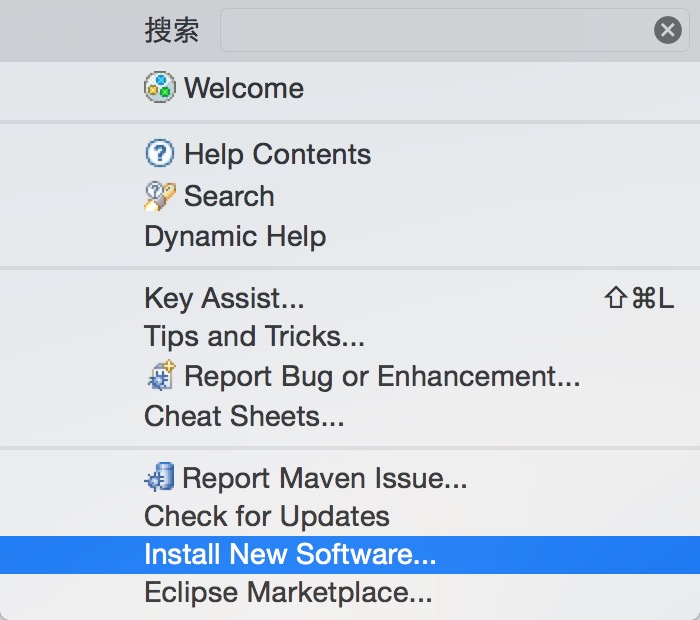 搜索
Welcome
Help Contents
Search
Dynamic Help
Key Assist... ⇧⌘L
Tips and Tricks...
Report Bug or Enhancement...
Cheat Sheets...
Report Maven Issue...
Check for Updates
Install New Software...
Eclipse Marketplace...